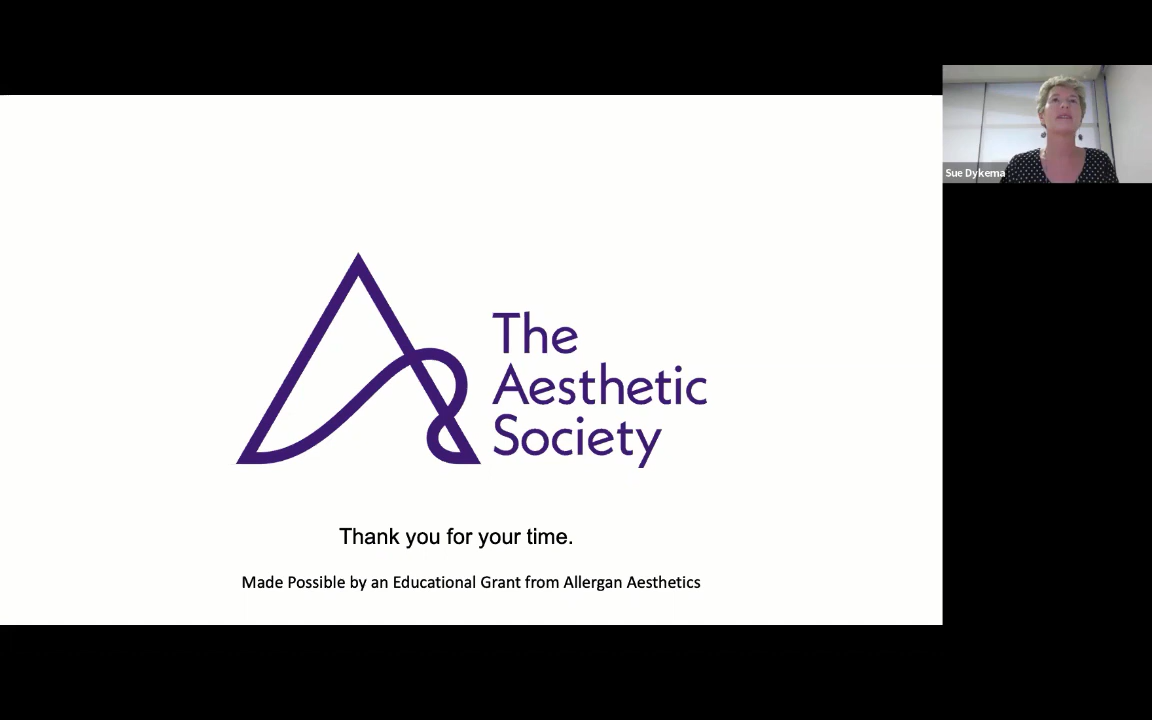 Sue Dykema
The
Aesthetic
Society
Thank you for your time.
Made Possible by an Educational Grant from Allergan Aesthetics